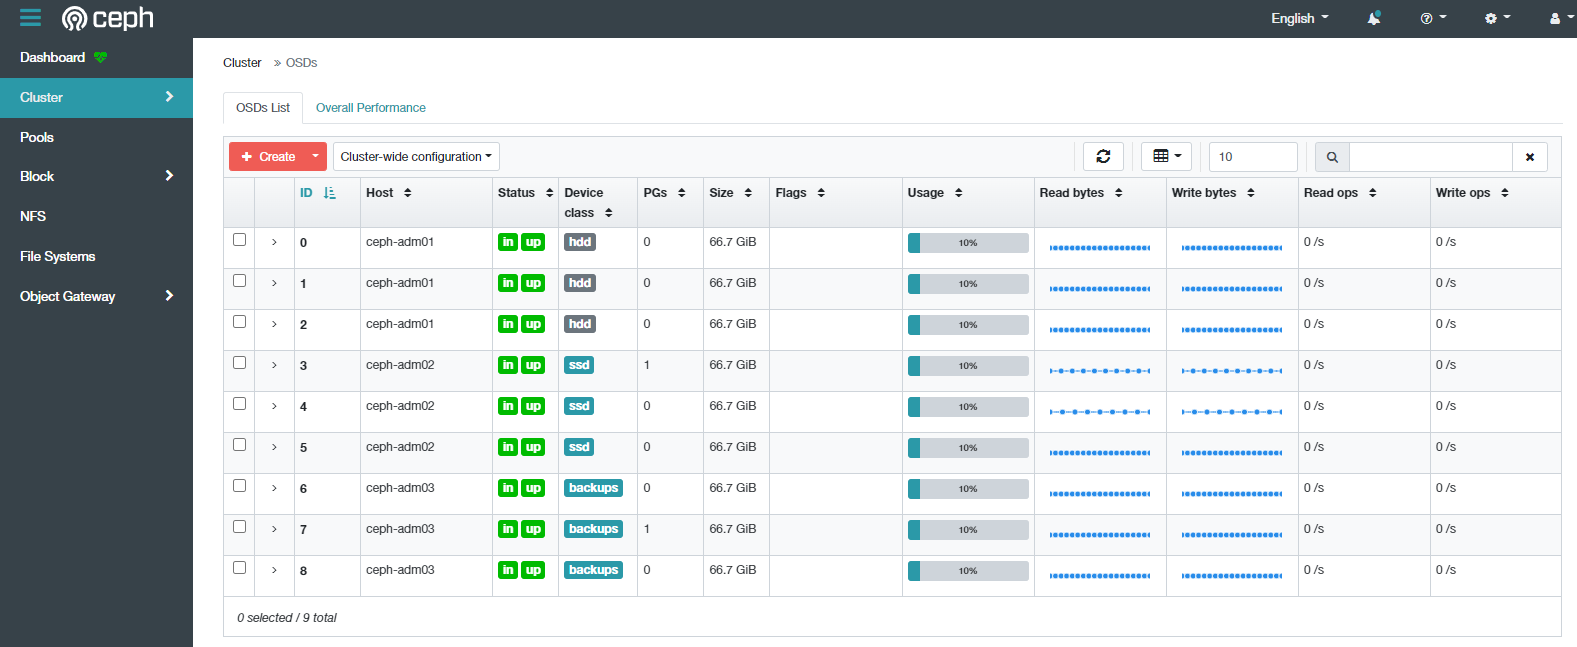 ceph
English
Dashboard
Cluster
Pools
Block
NFS
File Systems
Object Gateway
Cluster » OSDs
OSDs List Overall Performance
+ Create Cluster-wide configuration 10
ID Host Status Device class PGs Size Flags Usage Read bytes Write bytes Read ops Write ops
0 ceph-adm01 in up hdd 0 66.7 GiB 10% 0 /s 0 /s
1 ceph-adm01 in up hdd 0 66.7 GiB 10% 0 /s 0 /s
2 ceph-adm01 in up hdd 0 66.7 GiB 10% 0 /s 0 /s
3 ceph-adm02 in up ssd 1 66.7 GiB 10% 0 /s 0 /s
4 ceph-adm02 in up ssd 0 66.7 GiB 10% 0 /s 0 /s
5 ceph-adm02 in up ssd 0 66.7 GiB 10% 0 /s 0 /s
6 ceph-adm03 in up backups 0 66.7 GiB 10% 0 /s 0 /s
7 ceph-adm03 in up backups 1 66.7 GiB 10% 0 /s 0 /s
8 ceph-adm03 in up backups 0 66.7 GiB 10% 0 /s 0 /s
0 selected / 9 total